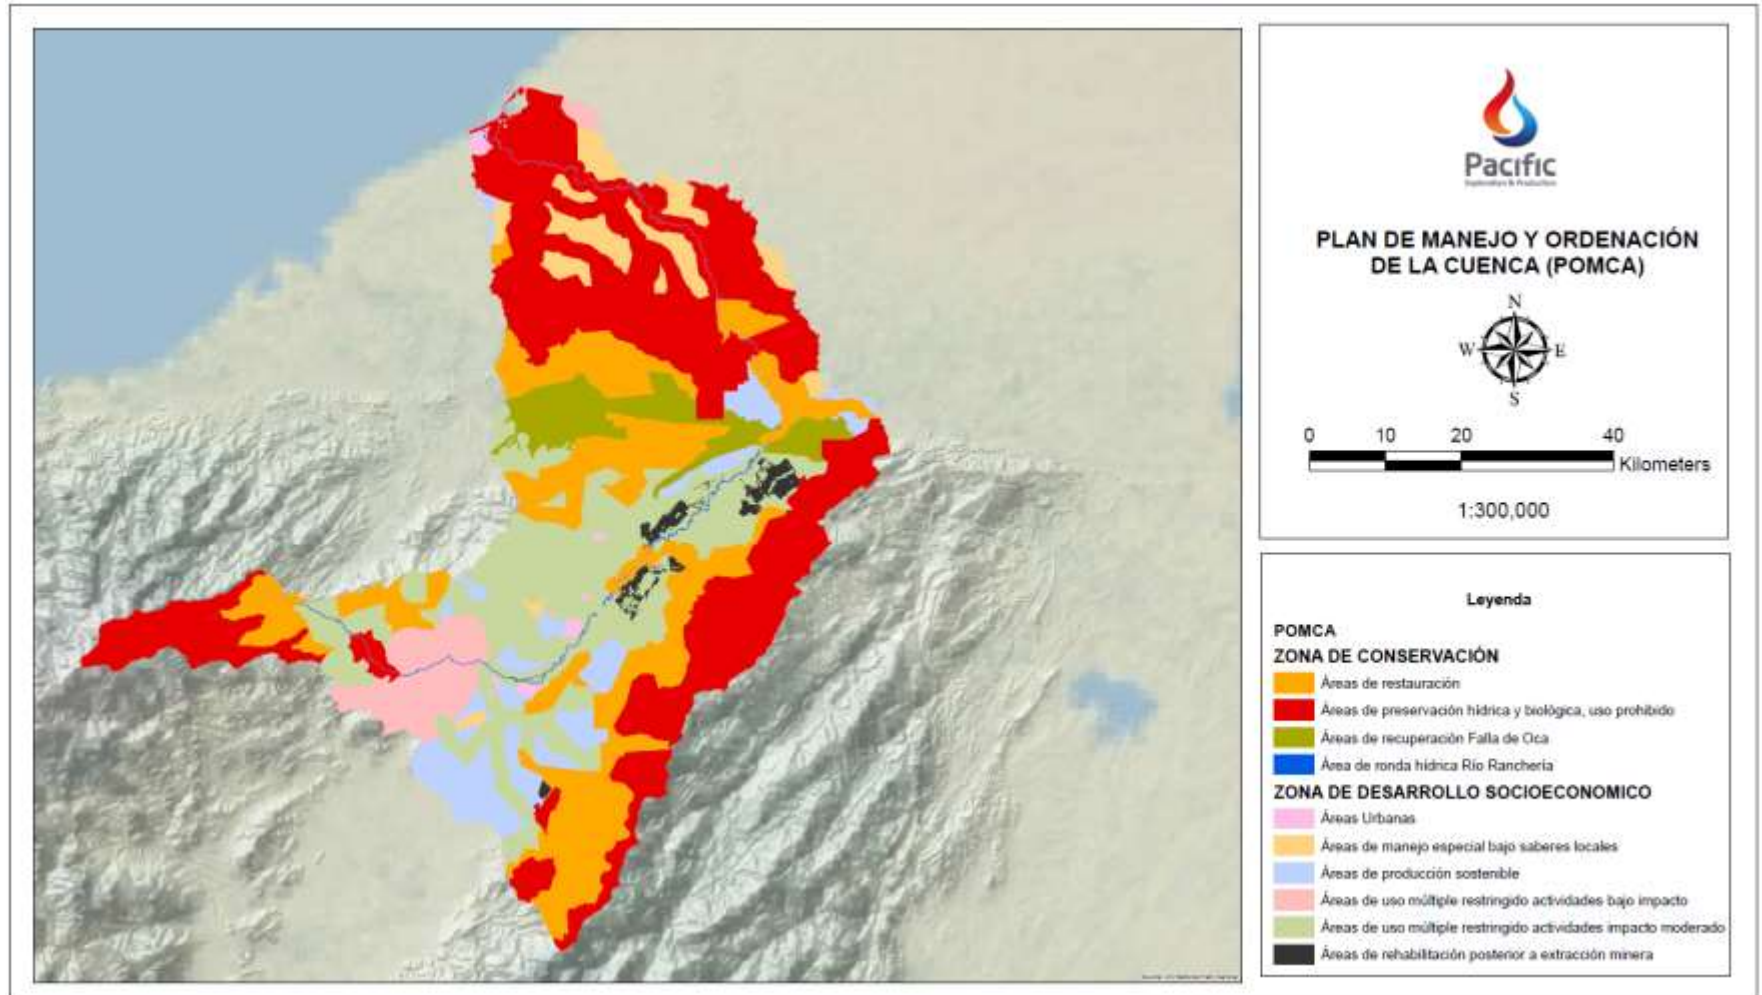 Pacific
Exploration & Production
PLAN DE MANEJO Y ORDENACIÓN
DE LA CUENCA (POMCA)
N
W E
S
0 10 20 40
Kilometers
1:300,000
Leyenda
POMCA
ZONA DE CONSERVACIÓN
Áreas de restauración
Áreas de preservación hídrica y biológica, uso prohibido
Áreas de recuperación Falla de Oca
Área de ronda hídrica Río Ranchería
ZONA DE DESARROLLO SOCIOECONOMICO
Áreas Urbanas
Áreas de manejo especial bajo saberes locales
Áreas de producción sostenible
Áreas de uso múltiple restringido actividades bajo impacto
Áreas de uso múltiple restringido actividades impacto moderado
Áreas de rehabilitación posterior a extracción minera